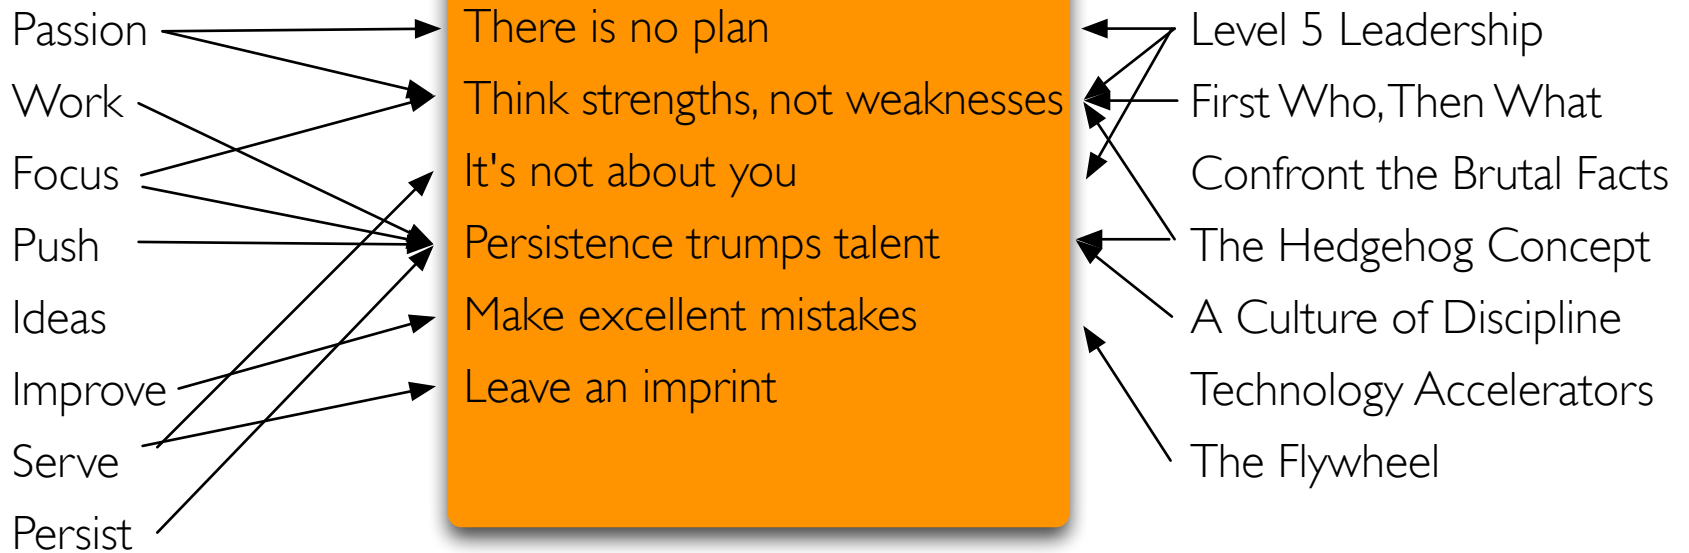 Passion
Work
Focus
Push
Ideas
Improve
Serve
Persist
There is no plan
Think strengths, not weaknesses
It's not about you
Persistence trumps talent
Make excellent mistakes
Leave an imprint
Level 5 Leadership
First Who, Then What
Confront the Brutal Facts
The Hedgehog Concept
A Culture of Discipline
Technology Accelerators
The Flywheel